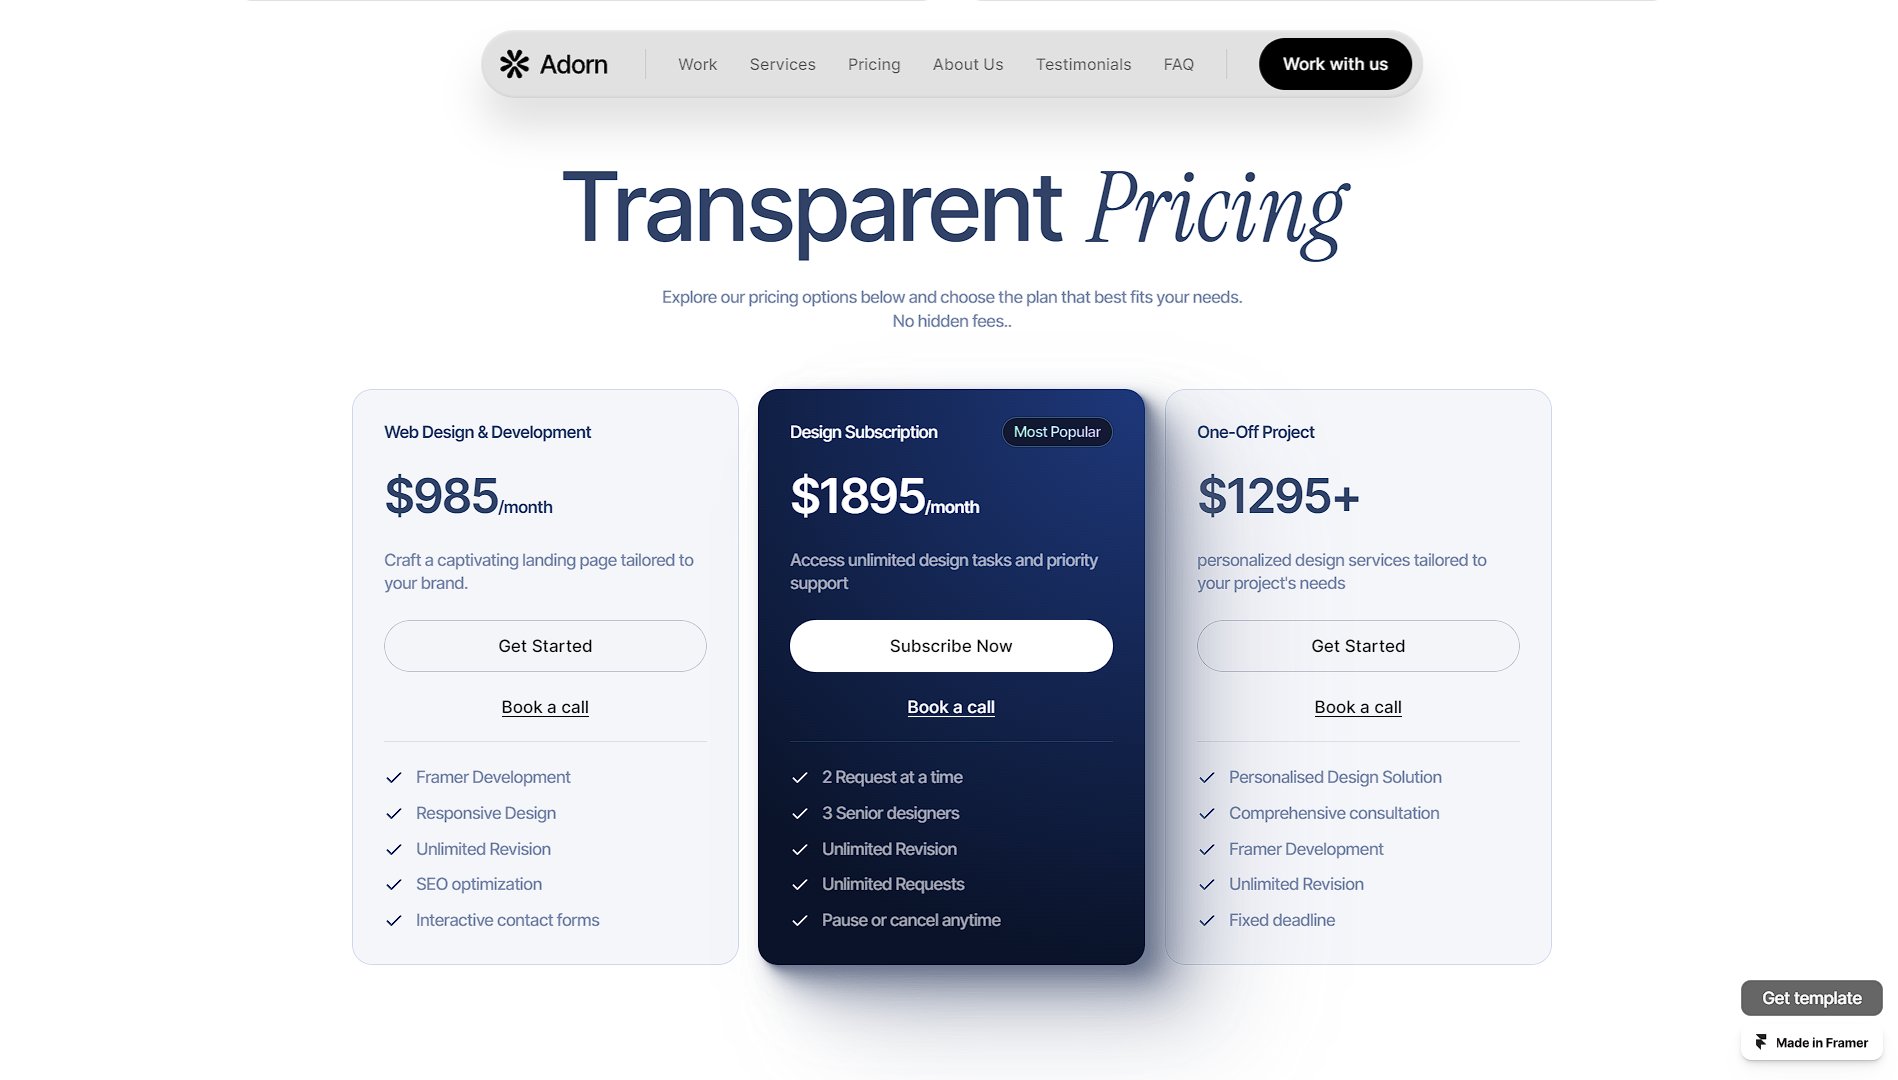 Adorn
Work
Services
Pricing
About Us
Testimonials
FAQ
Work with us
Transparent Pricing
Explore our pricing options below and choose the plan that best fits your needs.
No hidden fees..
Web Design & Development
$985/month
Craft a captivating landing page tailored to
your brand.
Get Started
Book a call
Framer Development
Responsive Design
Unlimited Revision
SEO optimization
Interactive contact forms
Design Subscription
Most Popular
$1895/month
Access unlimited design tasks and priority
support
Subscribe Now
Book a call
2 Request at a time
3 Senior designers
Unlimited Revision
Unlimited Requests
Pause or cancel anytime
One-Off Project
$1295+
personalized design services tailored to
your project's needs
Get Started
Book a call
Personalised Design Solution
Comprehensive consultation
Framer Development
Unlimited Revision
Fixed deadline
Get template
Made in Framer